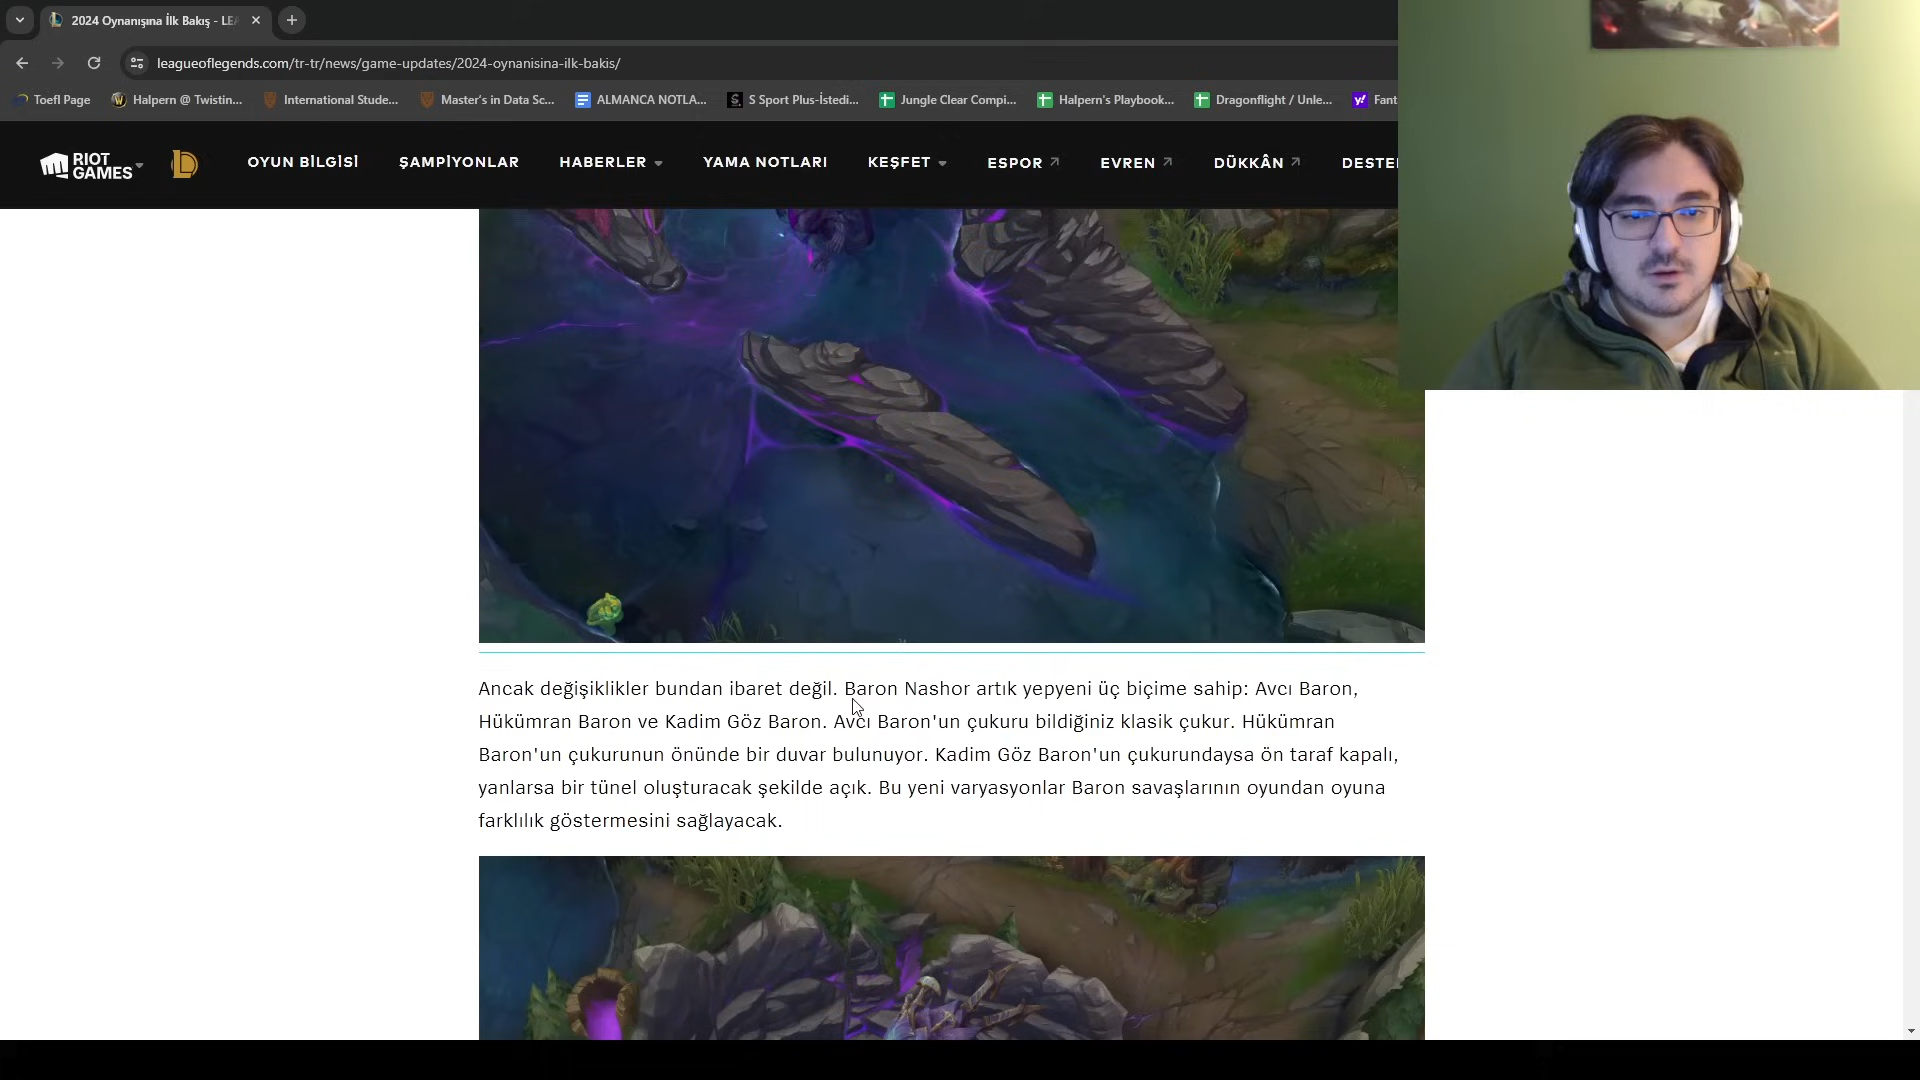 2024 Oynanışına İlk Bakış - LEA
leagueoflegends.com/tr-tr/news/game-updates/2024-oynanisina-ilk-bakis/
Toefl Page
Halpern @ Twistin...
International Stude...
Master's in Data Sc...
ALMANCA NOTLA...
S Sport Plus-İstedi...
Jungle Clear Compi...
Halpern's Playbook...
Dragonflight / Unle...
Fant
RIOT
GAMES
OYUN BİLGİSİ
ŞAMPİYONLAR
HABERLER
YAMA NOTLARI
KEŞFET
ESPOR
EVREN
DÜKKÂN
DESTE
Ancak değişiklikler bundan ibaret değil. Baron Nashor artık yepyeni üç biçime sahip: Avcı Baron,
Hükümran Baron ve Kadim Göz Baron. Avcı Baron'un çukuru bildiğiniz klasik çukur. Hükümran
Baron'un çukurunun önünde bir duvar bulunuyor. Kadim Göz Baron'un çukurundaysa ön taraf kapalı,
yanlarsa bir tünel oluşturacak şekilde açık. Bu yeni varyasyonlar Baron savaşlarının oyundan oyuna
farklılık göstermesini sağlayacak.